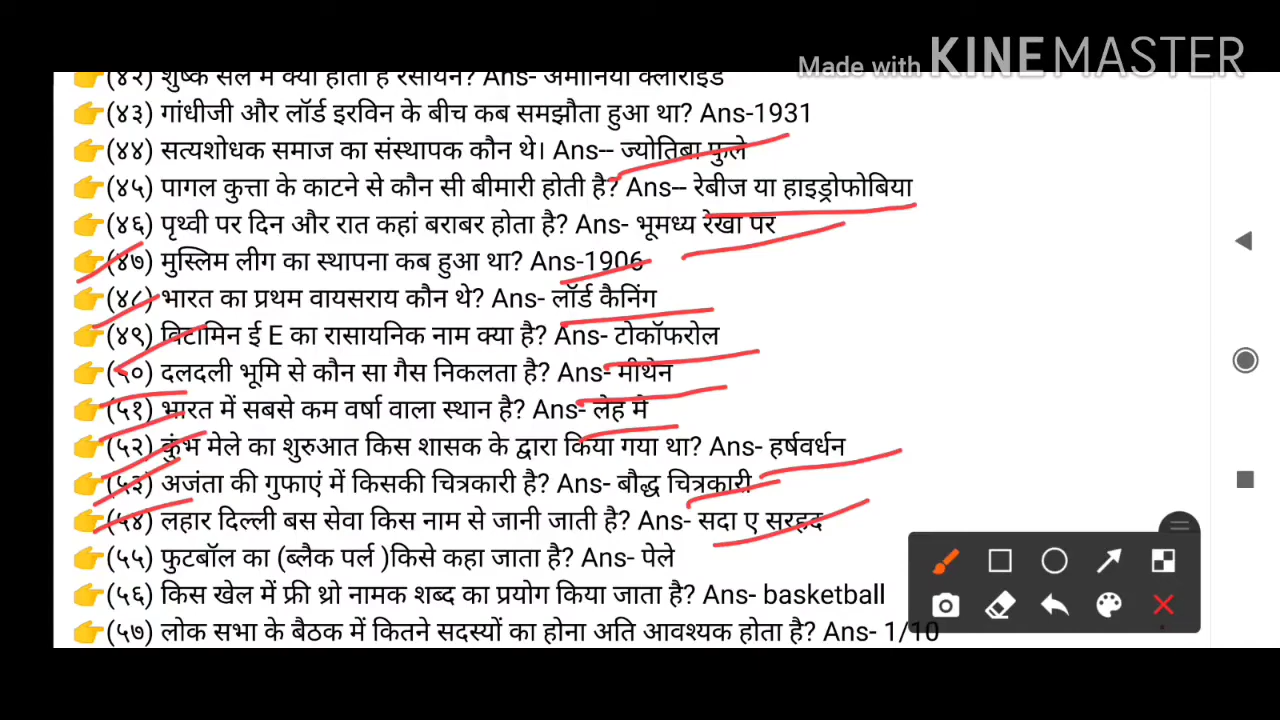 Made with KINEMASTER
👉(४२) शुष्क सेल में क्या होता है रसायन? Ans- अमोनिया क्लोराइड
👉(४३) गांधीजी और लॉर्ड इरविन के बीच कब समझौता हुआ था? Ans-1931
👉(४४) सत्यशोधक समाज का संस्थापक कौन थे। Ans-- ज्योतिबा फुले
👉(४५) पागल कुत्ता के काटने से कौन सी बीमारी होती है? Ans-- रेबीज या हाइड्रोफोबिया
👉(४६) पृथ्वी पर दिन और रात कहां बराबर होता है? Ans- भूमध्य रेखा पर
👉(४७) मुस्लिम लीग का स्थापना कब हुआ था? Ans-1906
👉(४८) भारत का प्रथम वायसराय कौन थे? Ans- लॉर्ड कैनिंग
👉(४९) विटामिन ई E का रासायनिक नाम क्या है? Ans- टोकॉफरोल
👉(५०) दलदली भूमि से कौन सा गैस निकलता है? Ans- मीथेन
👉(५१) भारत में सबसे कम वर्षा वाला स्थान है? Ans- लेह मे
👉(५२) कुंभ मेले का शुरुआत किस शासक के द्वारा किया गया था? Ans- हर्षवर्धन
👉(५३) अजंता की गुफाएं में किसकी चित्रकारी है? Ans- बौद्ध चित्रकारी
👉(५४) लहार दिल्ली बस सेवा किस नाम से जानी जाती है? Ans- सदा ए सरहद
👉(५५) फुटबॉल का (ब्लैक पर्ल )किसे कहा जाता है? Ans- पेले
👉(५६) किस खेल में फ्री थ्रो नामक शब्द का प्रयोग किया जाता है? Ans- basketball
👉(५७) लोक सभा के बैठक में कितने सदस्यों का होना अति आवश्यक होता है? Ans- 1/10